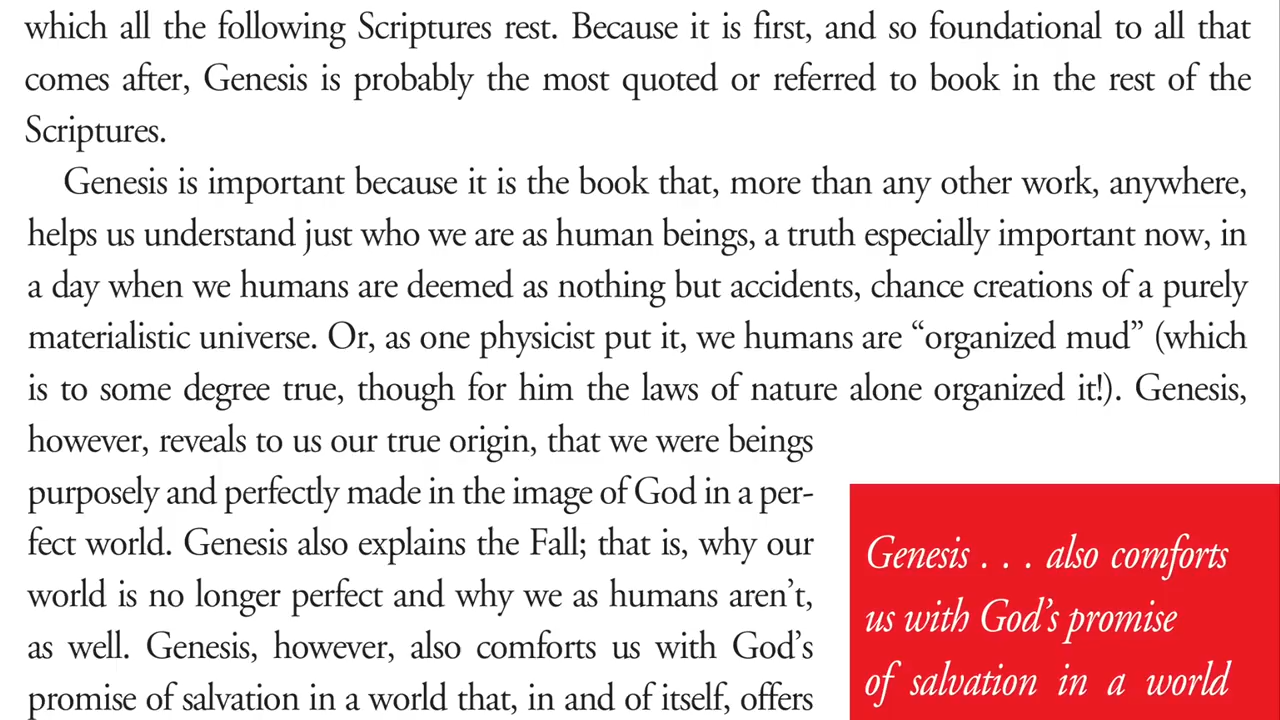 which all the following Scriptures rest. Because it is first, and so foundational to all that
comes after, Genesis is probably the most quoted or referred to book in the rest of the
Scriptures.
Genesis is important because it is the book that, more than any other work, anywhere,
helps us understand just who we are as human beings, a truth especially important now, in
a day when we humans are deemed as nothing but accidents, chance creations of a purely
materialistic universe. Or, as one physicist put it, we humans are “organized mud” (which
is to some degree true, though for him the laws of nature alone organized it!). Genesis,
however, reveals to us our true origin, that we were beings
purposely and perfectly made in the image of God in a per-
fect world. Genesis also explains the Fall; that is, why our
world is no longer perfect and why we as humans aren’t,
as well. Genesis, however, also comforts us with God’s
promise of salvation in a world that, in and of itself, offers
Genesis . . . also comforts
us with God’s promise
of salvation in a world